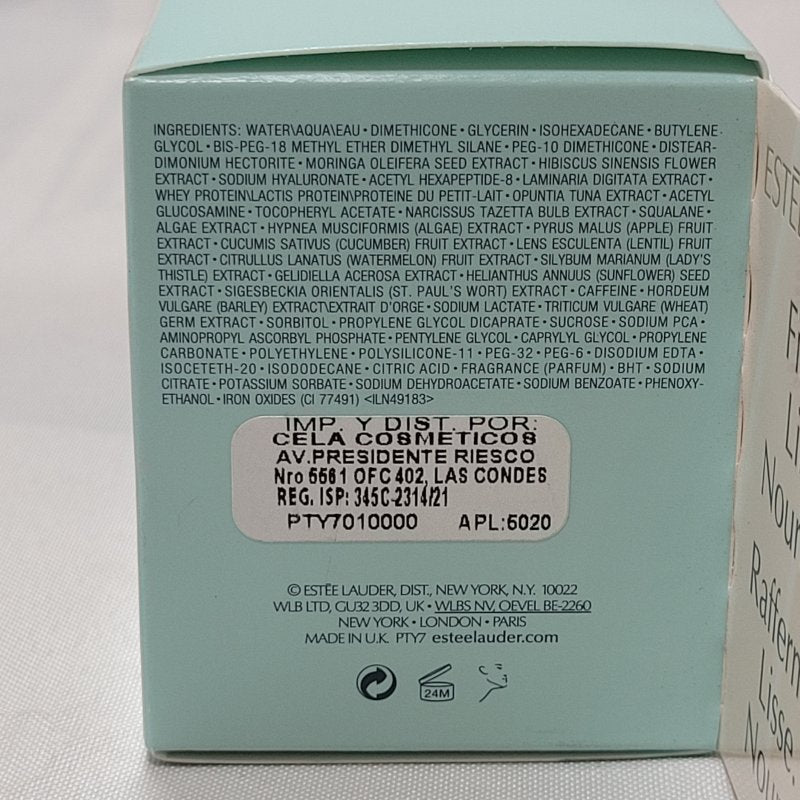 INGREDIENTS: WATER\AQUA\EAU • DIMETHICONE • GLYCERIN • ISOHEXADECANE • BUTYLENE
GLYCOL • BIS-PEG-18 METHYL ETHER DIMETHYL SILANE • PEG-10 DIMETHICONE • DISTEAR-
DIMONIUM HECTORITE • MORINGA OLEIFERA SEED EXTRACT • HIBISCUS SINENSIS FLOWER
EXTRACT • SODIUM HYALURONATE • ACETYL HEXAPEPTIDE-8 • LAMINARIA DIGITATA EXTRACT •
WHEY PROTEIN\LACTIS PROTEIN\PROTEINE DU PETIT-LAIT • OPUNTIA TUNA EXTRACT • ACETYL
GLUCOSAMINE • TOCOPHERYL ACETATE • NARCISSUS TAZETTA BULB EXTRACT • SQUALANE •
ALGAE EXTRACT • HYPNEA MUSCIFORMIS (ALGAE) EXTRACT • PYRUS MALUS (APPLE) FRUIT
EXTRACT • CUCUMIS SATIVUS (CUCUMBER) FRUIT EXTRACT • LENS ESCULENTA (LENTIL) FRUIT
EXTRACT • CITRULLUS LANATUS (WATERMELON) FRUIT EXTRACT • SILYBUM MARIANUM (LADY'S
THISTLE) EXTRACT • GELIDIELLA ACEROSA EXTRACT • HELIANTHUS ANNUUS (SUNFLOWER) SEED
EXTRACT • SIGESBECKIA ORIENTALIS (ST. PAUL'S WORT) EXTRACT • CAFFEINE • HORDEUM
VULGARE (BARLEY) EXTRACT\EXTRAIT D'ORGE • SODIUM LACTATE • TRITICUM VULGARE (WHEAT)
GERM EXTRACT • SORBITOL • PROPYLENE GLYCOL DICAPRATE • SUCROSE • SODIUM PCA •
AMINOPROPYL ASCORBYL PHOSPHATE • PENTYLENE GLYCOL • CAPRYLYL GLYCOL • PROPYLENE
CARBONATE • POLYETHYLENE • POLYSILICONE-11 • PEG-32 • PEG-6 • DISODIUM EDTA •
ISOCETETH-20 • ISODODECANE • CITRIC ACID • FRAGRANCE (PARFUM) • BHT • SODIUM
CITRATE • POTASSIUM SORBATE • SODIUM DEHYDROACETATE • SODIUM BENZOATE • PHENOXY-
ETHANOL • IRON OXIDES (CI 77491) <ILN49183>
IMP. Y DIST. POR:
CELA COSMETICOS
AV.PRESIDENTE RIESCO
Nro 5561 OFC 402, LAS CONDES
REG. ISP: 345C-2314/21
PTY7010000 APL:5020
© ESTĒE LAUDER, DIST., NEW YORK, N.Y. 10022
WLB LTD, GU32 3DD, UK • WLBS NV, OEVEL BE-2260
NEW YORK • LONDON • PARIS
MADE IN U.K. PTY7 esteelauder.com
24M